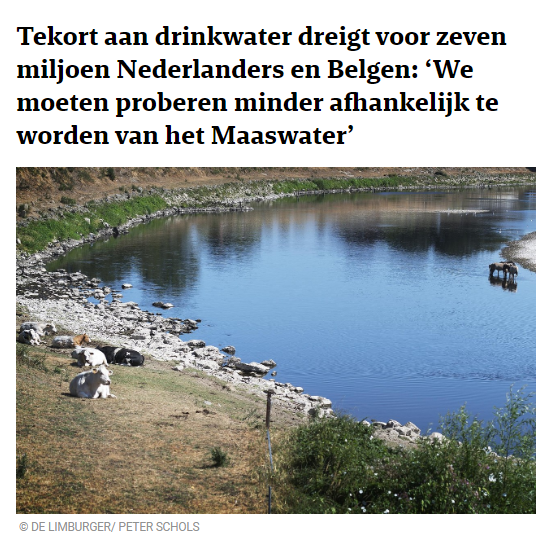 Tekort aan drinkwater dreigt voor zeven
miljoen Nederlanders en Belgen: ‘We
moeten proberen minder afhankelijk te
worden van het Maaswater’
© DE LIMBURGER/ PETER SCHOLS